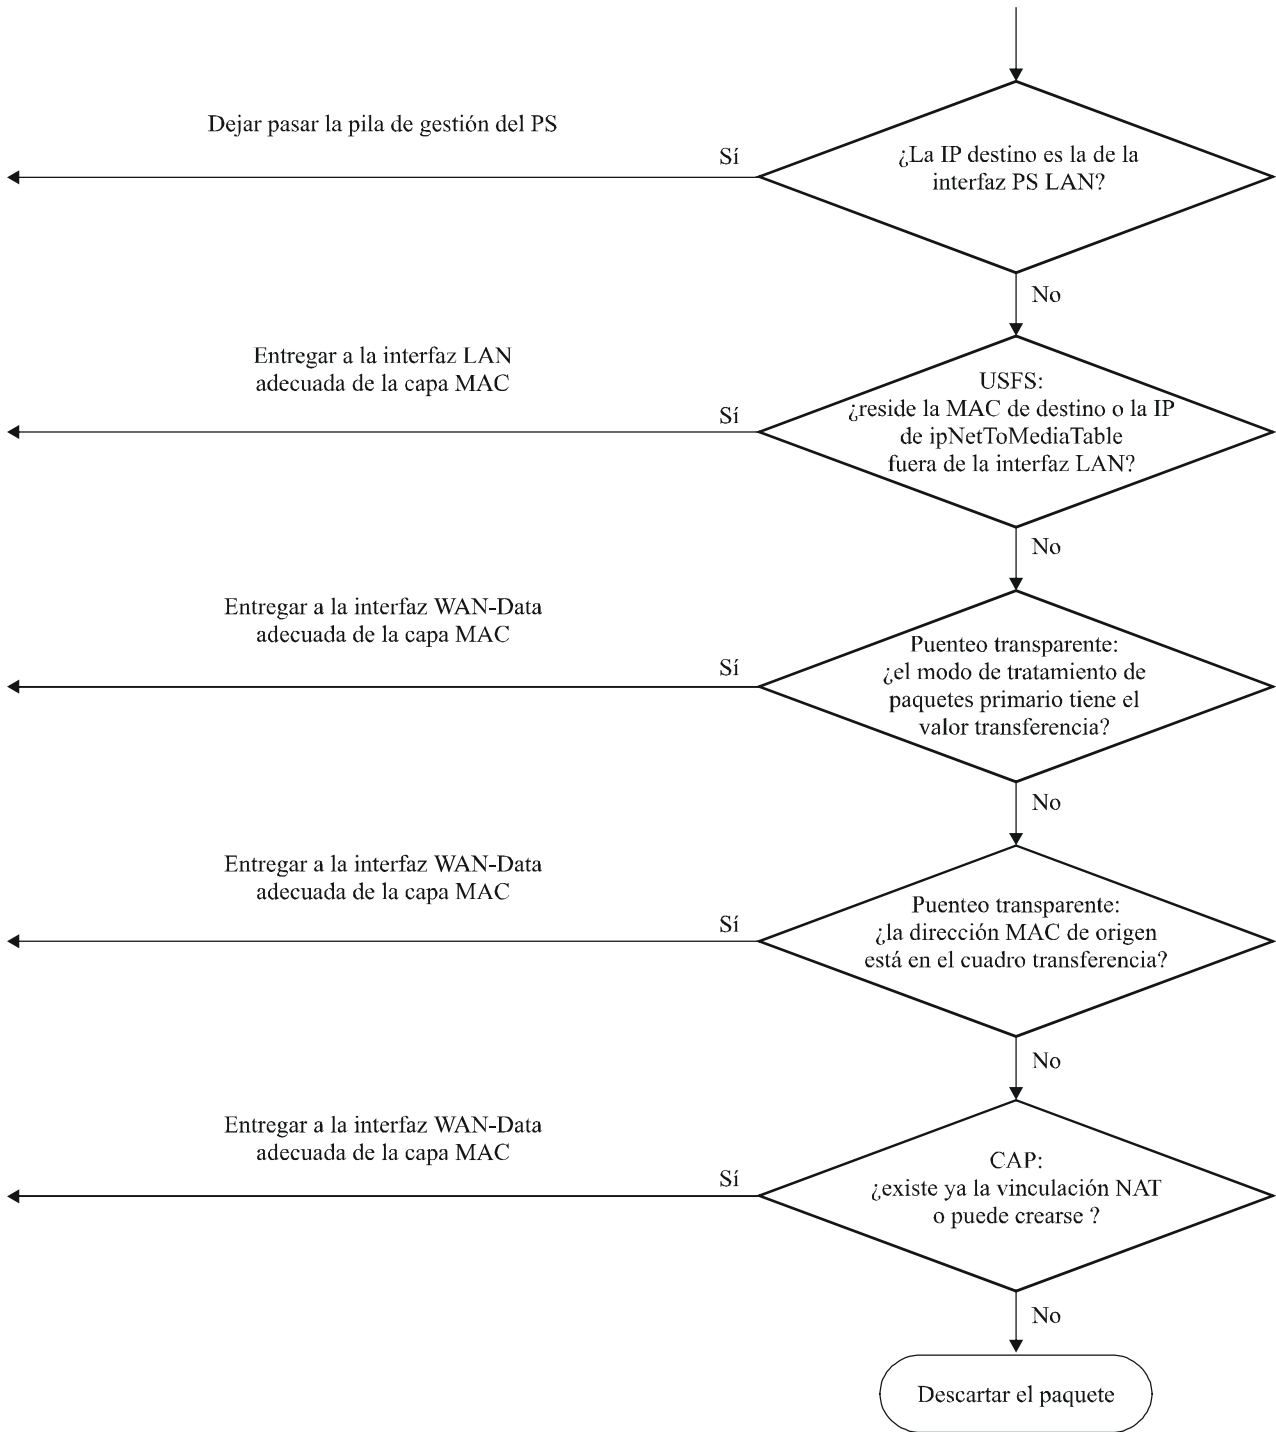 Dejar pasar la pila de gestión del PS
Sí
¿La IP destino es la de la
interfaz PS LAN?
No
Entregar a la interfaz LAN
adecuada de la capa MAC
Sí
USFS:
¿reside la MAC de destino o la IP
de ipNetToMediaTable
fuera de la interfaz LAN?
No
Entregar a la interfaz WAN-Data
adecuada de la capa MAC
Sí
Puenteo transparente:
¿el modo de tratamiento de
paquetes primario tiene el
valor transferencia?
No
Entregar a la interfaz WAN-Data
adecuada de la capa MAC
Sí
Puenteo transparente:
¿la dirección MAC de origen
está en el cuadro transferencia?
No
Entregar a la interfaz WAN-Data
adecuada de la capa MAC
Sí
CAP:
¿existe ya la vinculación NAT
o puede crearse ?
No
Descartar el paquete